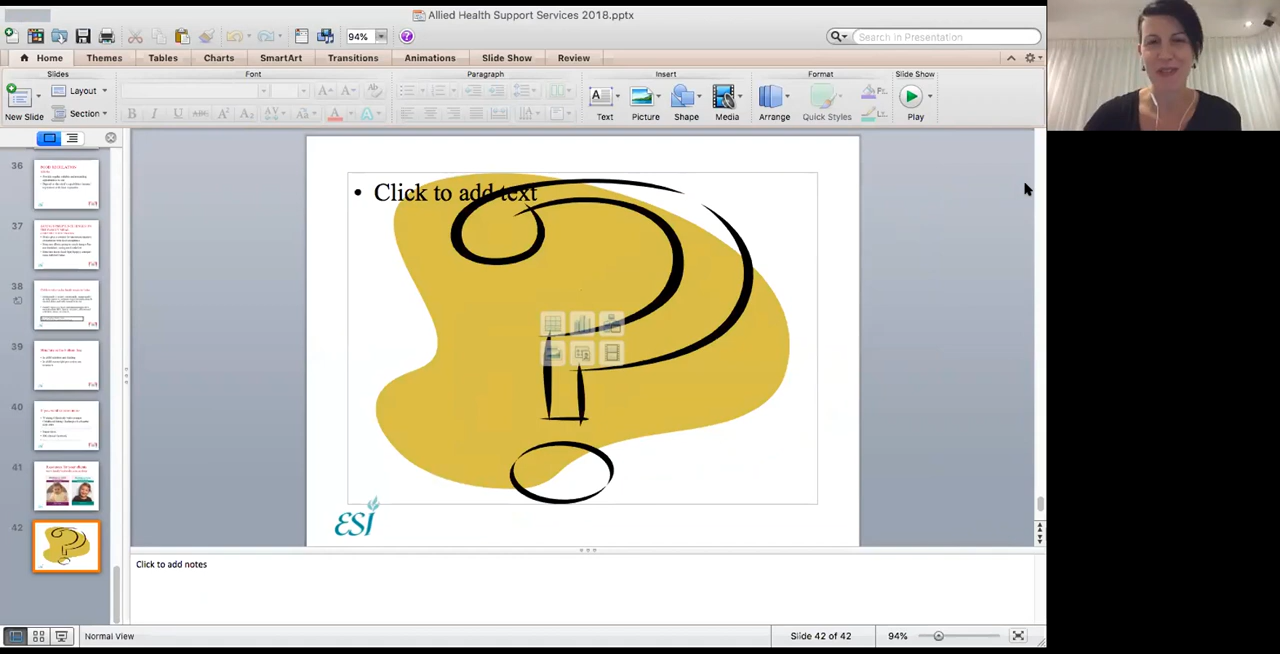 Allied Health Support Services 2018.pptx
94%
Search in Presentation
Home
Themes
Tables
Charts
SmartArt
Transitions
Animations
Slide Show
Review
Slides
Font
Paragraph
Insert
Format
Slide Show
Layout
Section
New Slide
Text
Picture
Shape
Media
Arrange
Quick Styles
Play
36
37
38
39
40
41
42
• Click to add text
ESI
Click to add notes
Normal View
Slide 42 of 42
94%